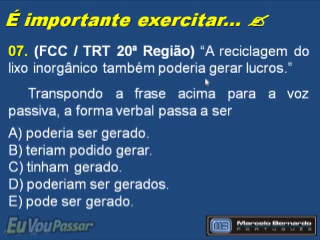 É importante exercitar...
07. (FCC / TRT 20ª Região) “A reciclagem do
lixo inorgânico também poderia gerar lucros.”
Transpondo a frase acima para a voz
passiva, a forma verbal passa a ser
A) poderia ser gerado.
B) teriam podido gerar.
C) tinham gerado.
D) poderiam ser gerados.
E) pode ser gerado.
EuVouPassar
Marcelo Bernardo
PORTUGUÊS